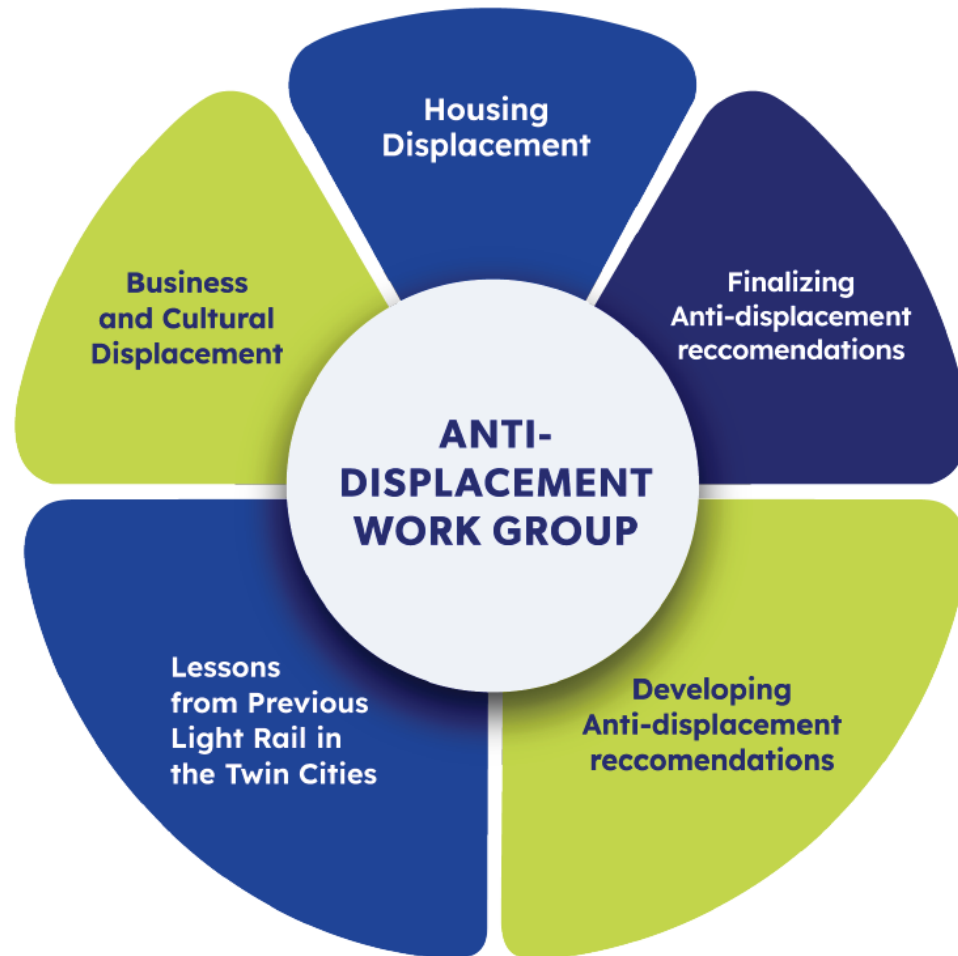 Housing
Displacement
Business
and Cultural
Displacement
Finalizing
Anti-displacement
reccomendations
ANTI-
DISPLACEMENT
WORK GROUP
Lessons
from Previous
Light Rail in
the Twin Cities
Developing
Anti-displacement
reccomendations